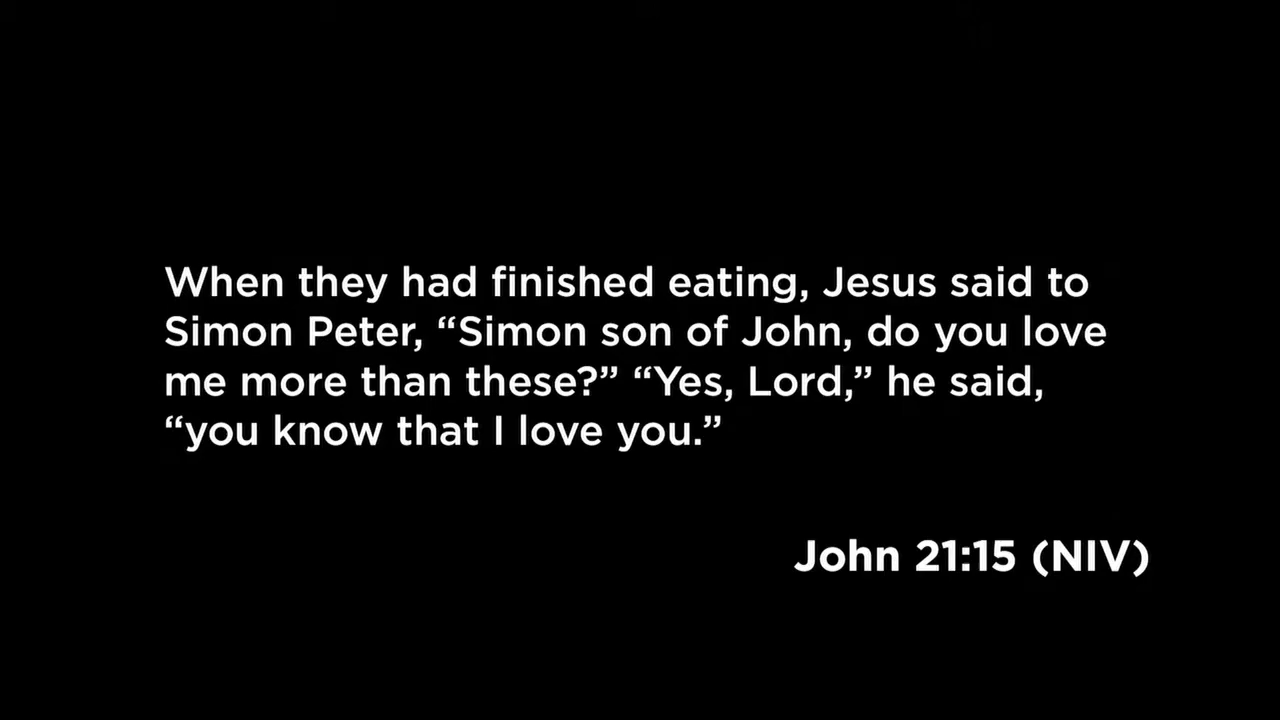 When they had finished eating, Jesus said to
Simon Peter, “Simon son of John, do you love
me more than these?” “Yes, Lord,” he said,
“you know that I love you.”
John 21:15 (NIV)